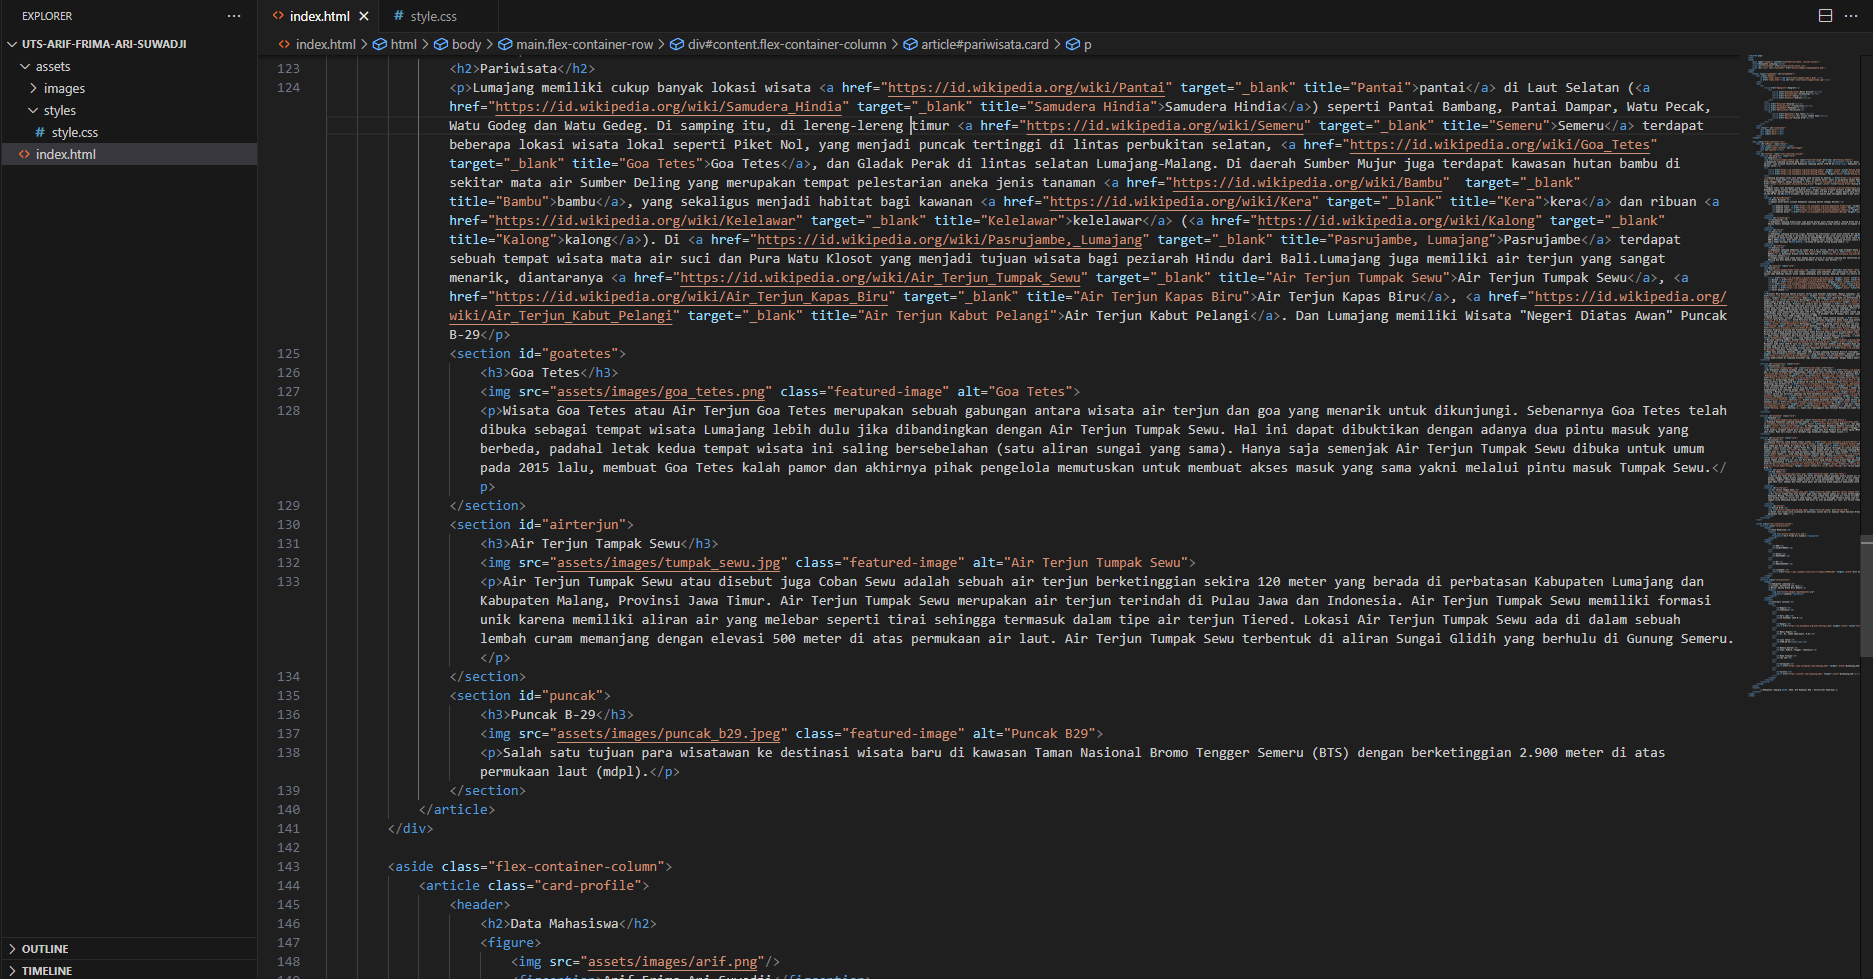 EXPLORER
···
index.html
style.css
···
UTS-ARIF-FRIMA-ARI-SUWADJI
assets
images
styles
# style.css
<> index.html
<> index.html > html > body > main.flex-container-row > div#content.flex-container-column > article#pariwisata.card > p
123 <h2>Pariwisata</h2>
124 <p>Lumajang memiliki cukup banyak lokasi wisata <a href="https://id.wikipedia.org/wiki/Pantai" target="_blank" title="Pantai">pantai</a> di Laut Selatan (<a
href="https://id.wikipedia.org/wiki/Samudera_Hindia" target="_blank" title="Samudera Hindia">Samudera Hindia</a>) seperti Pantai Bambang, Pantai Dampar, Watu Pecak,
Watu Godeg dan Watu Gedeg. Di samping itu, di lereng-lereng timur <a href="https://id.wikipedia.org/wiki/Semeru" target="_blank" title="Semeru">Semeru</a> terdapat
beberapa lokasi wisata lokal seperti Piket Nol, yang menjadi puncak tertinggi di lintas perbukitan selatan, <a href="https://id.wikipedia.org/wiki/Goa_Tetes"
target="_blank" title="Goa Tetes">Goa Tetes</a>, dan Gladak Perak di lintas selatan Lumajang-Malang. Di daerah Sumber Mujur juga terdapat kawasan hutan bambu di
sekitar mata air Sumber Deling yang merupakan tempat pelestarian aneka jenis tanaman <a href="https://id.wikipedia.org/wiki/Bambu"  target="_blank"
title="Bambu">bambu</a>, yang sekaligus menjadi habitat bagi kawanan <a href="https://id.wikipedia.org/wiki/Kera" target="_blank" title="Kera">kera</a> dan ribuan <a
href="https://id.wikipedia.org/wiki/Kelelawar" target="_blank" title="Kelelawar">kelelawar</a> (<a href="https://id.wikipedia.org/wiki/Kalong" target="_blank"
title="Kalong">kalong</a>). Di <a href="https://id.wikipedia.org/wiki/Pasrujambe,_Lumajang" target="_blank" title="Pasrujambe, Lumajang">Pasrujambe</a> terdapat
sebuah tempat wisata mata air suci dan Pura Watu Klosot yang menjadi tujuan wisata bagi peziarah Hindu dari Bali.Lumajang juga memiliki air terjun yang sangat
menarik, diantaranya <a href="https://id.wikipedia.org/wiki/Air_Terjun_Tumpak_Sewu" target="_blank" title="Air Terjun Tumpak Sewu">Air Terjun Tumpak Sewu</a>, <a
href="https://id.wikipedia.org/wiki/Air_Terjun_Kapas_Biru" target="_blank" title="Air Terjun Kapas Biru">Air Terjun Kapas Biru</a>, <a href="https://id.wikipedia.org/
wiki/Air_Terjun_Kabut_Pelangi" target="_blank" title="Air Terjun Kabut Pelangi">Air Terjun Kabut Pelangi</a>. Dan Lumajang memiliki Wisata "Negeri Diatas Awan" Puncak
B-29</p>
125 <section id="goatetes">
126 <h3>Goa Tetes</h3>
127 <img src="assets/images/goa_tetes.png" class="featured-image" alt="Goa Tetes">
128 <p>Wisata Goa Tetes atau Air Terjun Goa Tetes merupakan sebuah gabungan antara wisata air terjun dan goa yang menarik untuk dikunjungi. Sebenarnya Goa Tetes telah
dibuka sebagai tempat wisata Lumajang lebih dulu jika dibandingkan dengan Air Terjun Tumpak Sewu. Hal ini dapat dibuktikan dengan adanya dua pintu masuk yang
berbeda, padahal letak kedua tempat wisata ini saling bersebelahan (satu aliran sungai yang sama). Hanya saja semenjak Air Terjun Tumpak Sewu dibuka untuk umum
pada 2015 lalu, membuat Goa Tetes kalah pamor dan akhirnya pihak pengelola memutuskan untuk membuat akses masuk yang sama yakni melalui pintu masuk Tumpak Sewu.</
p>
129 </section>
130 <section id="airterjun">
131 <h3>Air Terjun Tampak Sewu</h3>
132 <img src="assets/images/tumpak_sewu.jpg" class="featured-image" alt="Air Terjun Tumpak Sewu">
133 <p>Air Terjun Tumpak Sewu atau disebut juga Coban Sewu adalah sebuah air terjun berketinggian sekira 120 meter yang berada di perbatasan Kabupaten Lumajang dan
Kabupaten Malang, Provinsi Jawa Timur. Air Terjun Tumpak Sewu merupakan air terjun terindah di Pulau Jawa dan Indonesia. Air Terjun Tumpak Sewu memiliki formasi
unik karena memiliki aliran air yang melebar seperti tirai sehingga termasuk dalam tipe air terjun Tiered. Lokasi Air Terjun Tumpak Sewu ada di dalam sebuah
lembah curam memanjang dengan elevasi 500 meter di atas permukaan air laut. Air Terjun Tumpak Sewu terbentuk di aliran Sungai Glidih yang berhulu di Gunung Semeru.
</p>
134 </section>
135 <section id="puncak">
136 <h3>Puncak B-29</h3>
137 <img src="assets/images/puncak_b29.jpeg" class="featured-image" alt="Puncak B29">
138 <p>Salah satu tujuan para wisatawan ke destinasi wisata baru di kawasan Taman Nasional Bromo Tengger Semeru (BTS) dengan berketinggian 2.900 meter di atas
permukaan laut (mdpl).</p>
139 </section>
140 </article>
141 </div>
142
143 <aside class="flex-container-column">
144 <article class="card-profile">
145 <header>
146 <h2>Data Mahasiswa</h2>
147 <figure>
148 <img src="assets/images/arif.png"/>
OUTLINE
TIMELINE